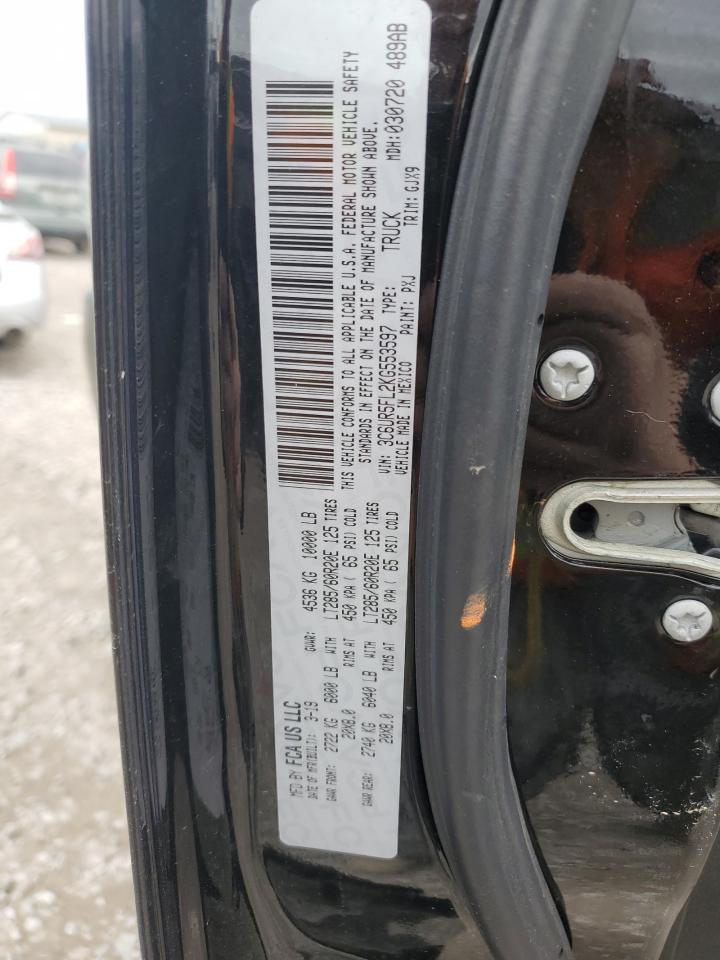 MFD BY FCA US LLC
DATE OF MFR(BUILT): 3-19 GVWR: 4536 KG 10000 LB
GAWR FRONT: 2722 KG 6000 LB WITH LT285/60R20E 125 TIRES
20X8.0 RIMS AT 450 KPA ( 65 PSI) COLD
GAWR REAR: 2740 KG 6040 LB WITH LT285/60R20E 125 TIRES
20X8.0 RIMS AT 450 KPA ( 65 PSI) COLD
THIS VEHICLE CONFORMS TO ALL APPLICABLE U.S.A. FEDERAL MOTOR VEHICLE SAFETY
STANDARDS IN EFFECT ON THE DATE OF MANUFACTURE SHOWN ABOVE.
VIN: 3C6UR5FL2KG553597 TYPE: TRUCK MDH:030720 489AB
VEHICLE MADE IN MEXICO PAINT: PXJ TRIM: GJX9